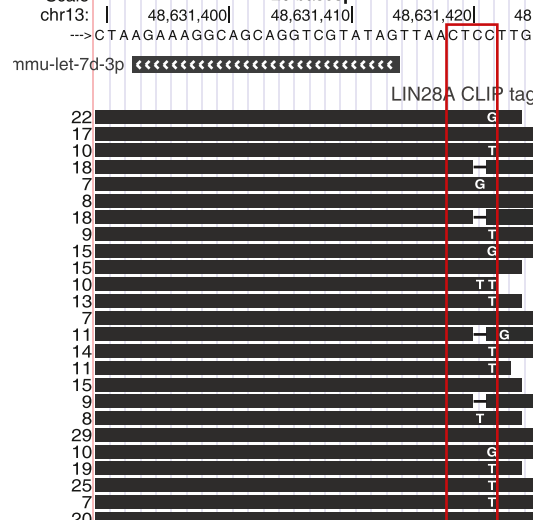 Scale
chr13: 48,631,400 48,631,410 48,631,420 48
---> CTAAGAAAGGCAGCAGGTCGTATAGTTAACTCCTTG
mmu-let-7d-3p
LIN28A CLIP tag
22 G
17
10 T
18
7 G
8
18
9 T
15 G
15
10 T T
13 T
7
11 G
14 T
11 T
15
9
8 T
29
10 G
19 T
25 T
7 T
20